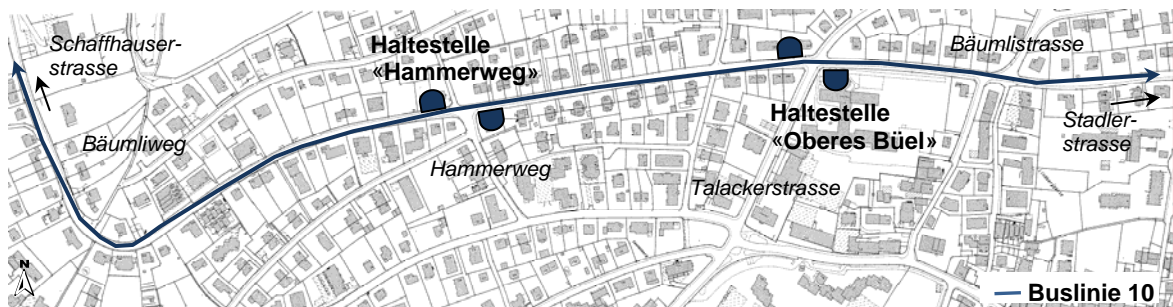 Schaffhauser-
strasse
Haltestelle
«Hammerweg»
Bäumlistrasse
Bäumliweg
Hammerweg
Haltestelle
«Oberes Büel»
Talackerstrasse
Stadler-
strasse
N
Buslinie 10